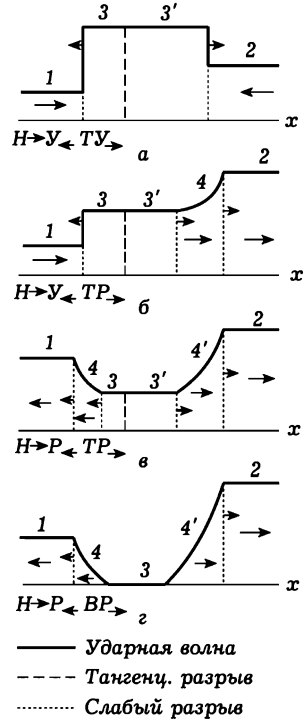 3 3′
2
1
x
Н→У← ТУ→
а
2
4
3 3′
1
x
Н→У← ТР→
б
2
1
4′
4 3 3′
x
Н→Р← ТР→
в
2
1
4′
4
3
x
Н→Р← ВР→
г
Ударная волна
Тангенц. разрыв
Слабый разрыв